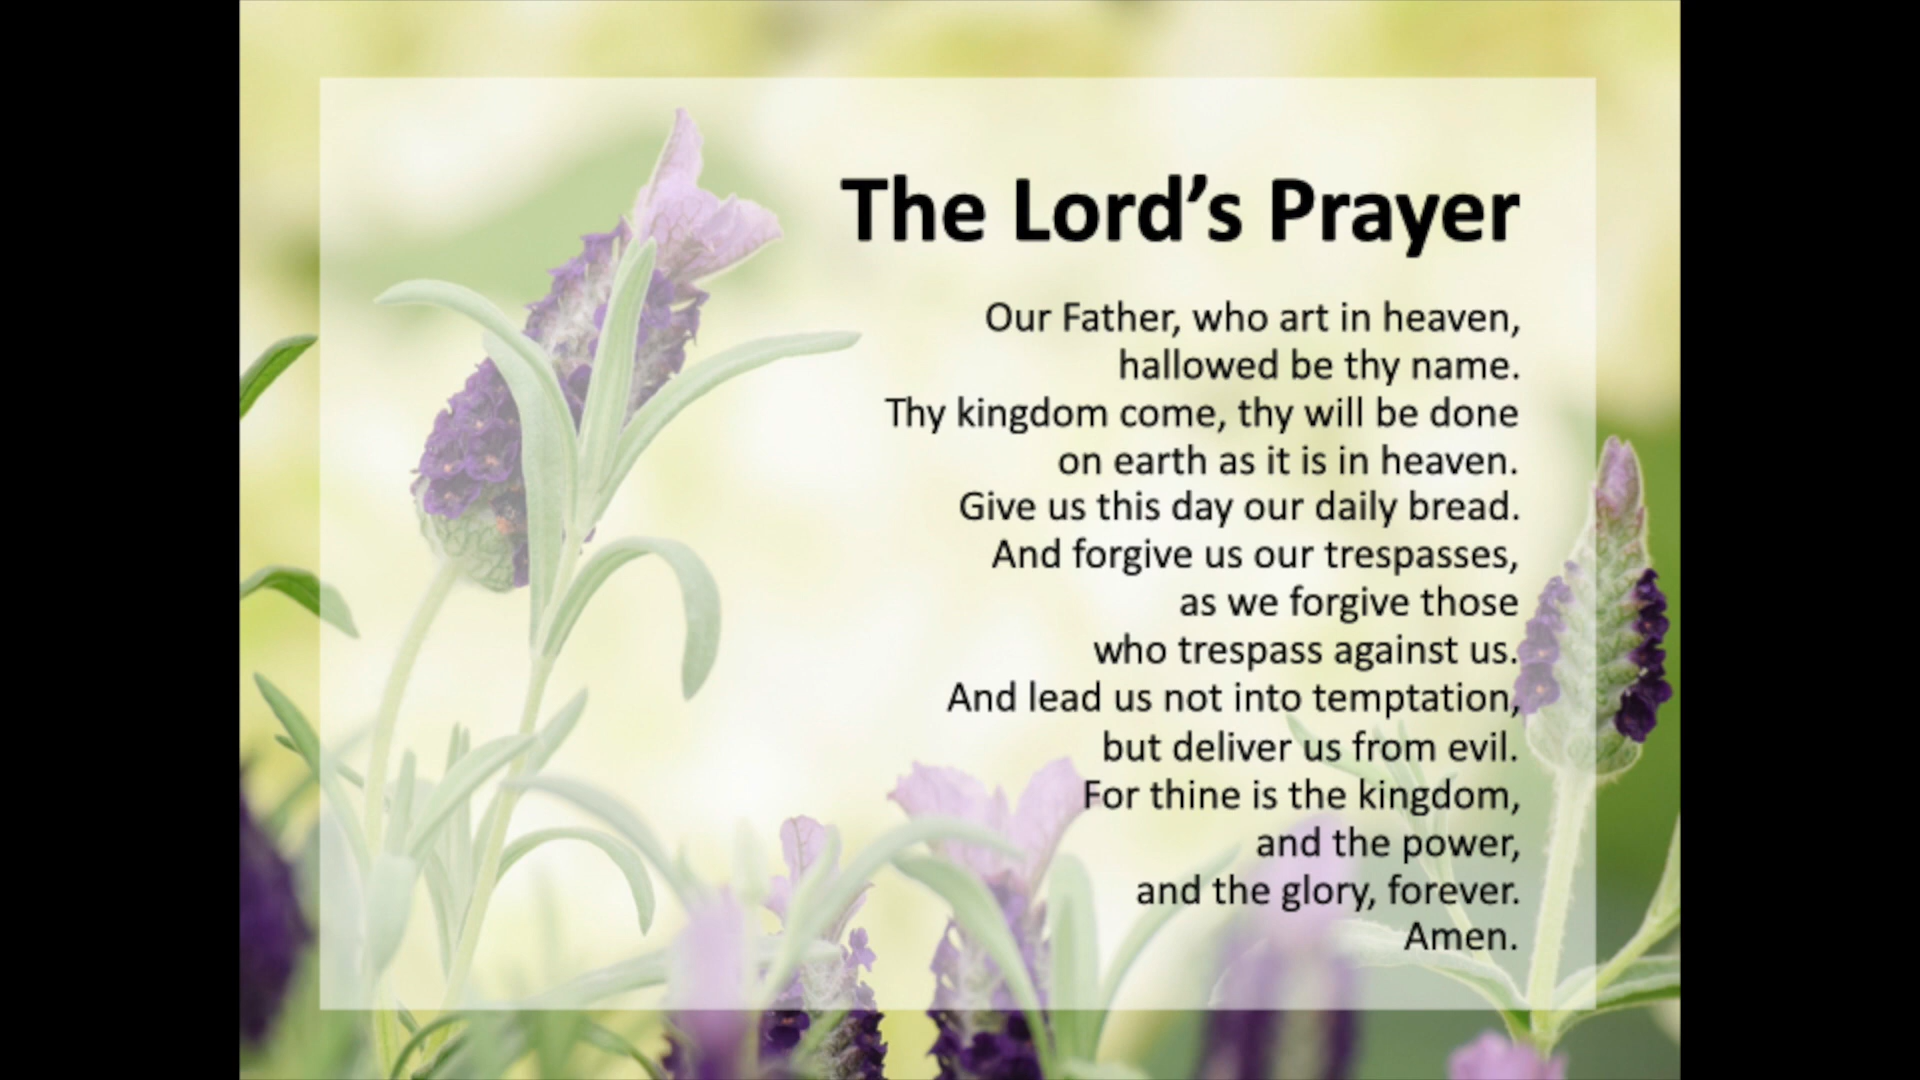 The Lord’s Prayer
Our Father, who art in heaven,
hallowed be thy name.
Thy kingdom come, thy will be done
on earth as it is in heaven.
Give us this day our daily bread.
And forgive us our trespasses,
as we forgive those
who trespass against us.
And lead us not into temptation,
but deliver us from evil.
For thine is the kingdom,
and the power,
and the glory, forever.
Amen.